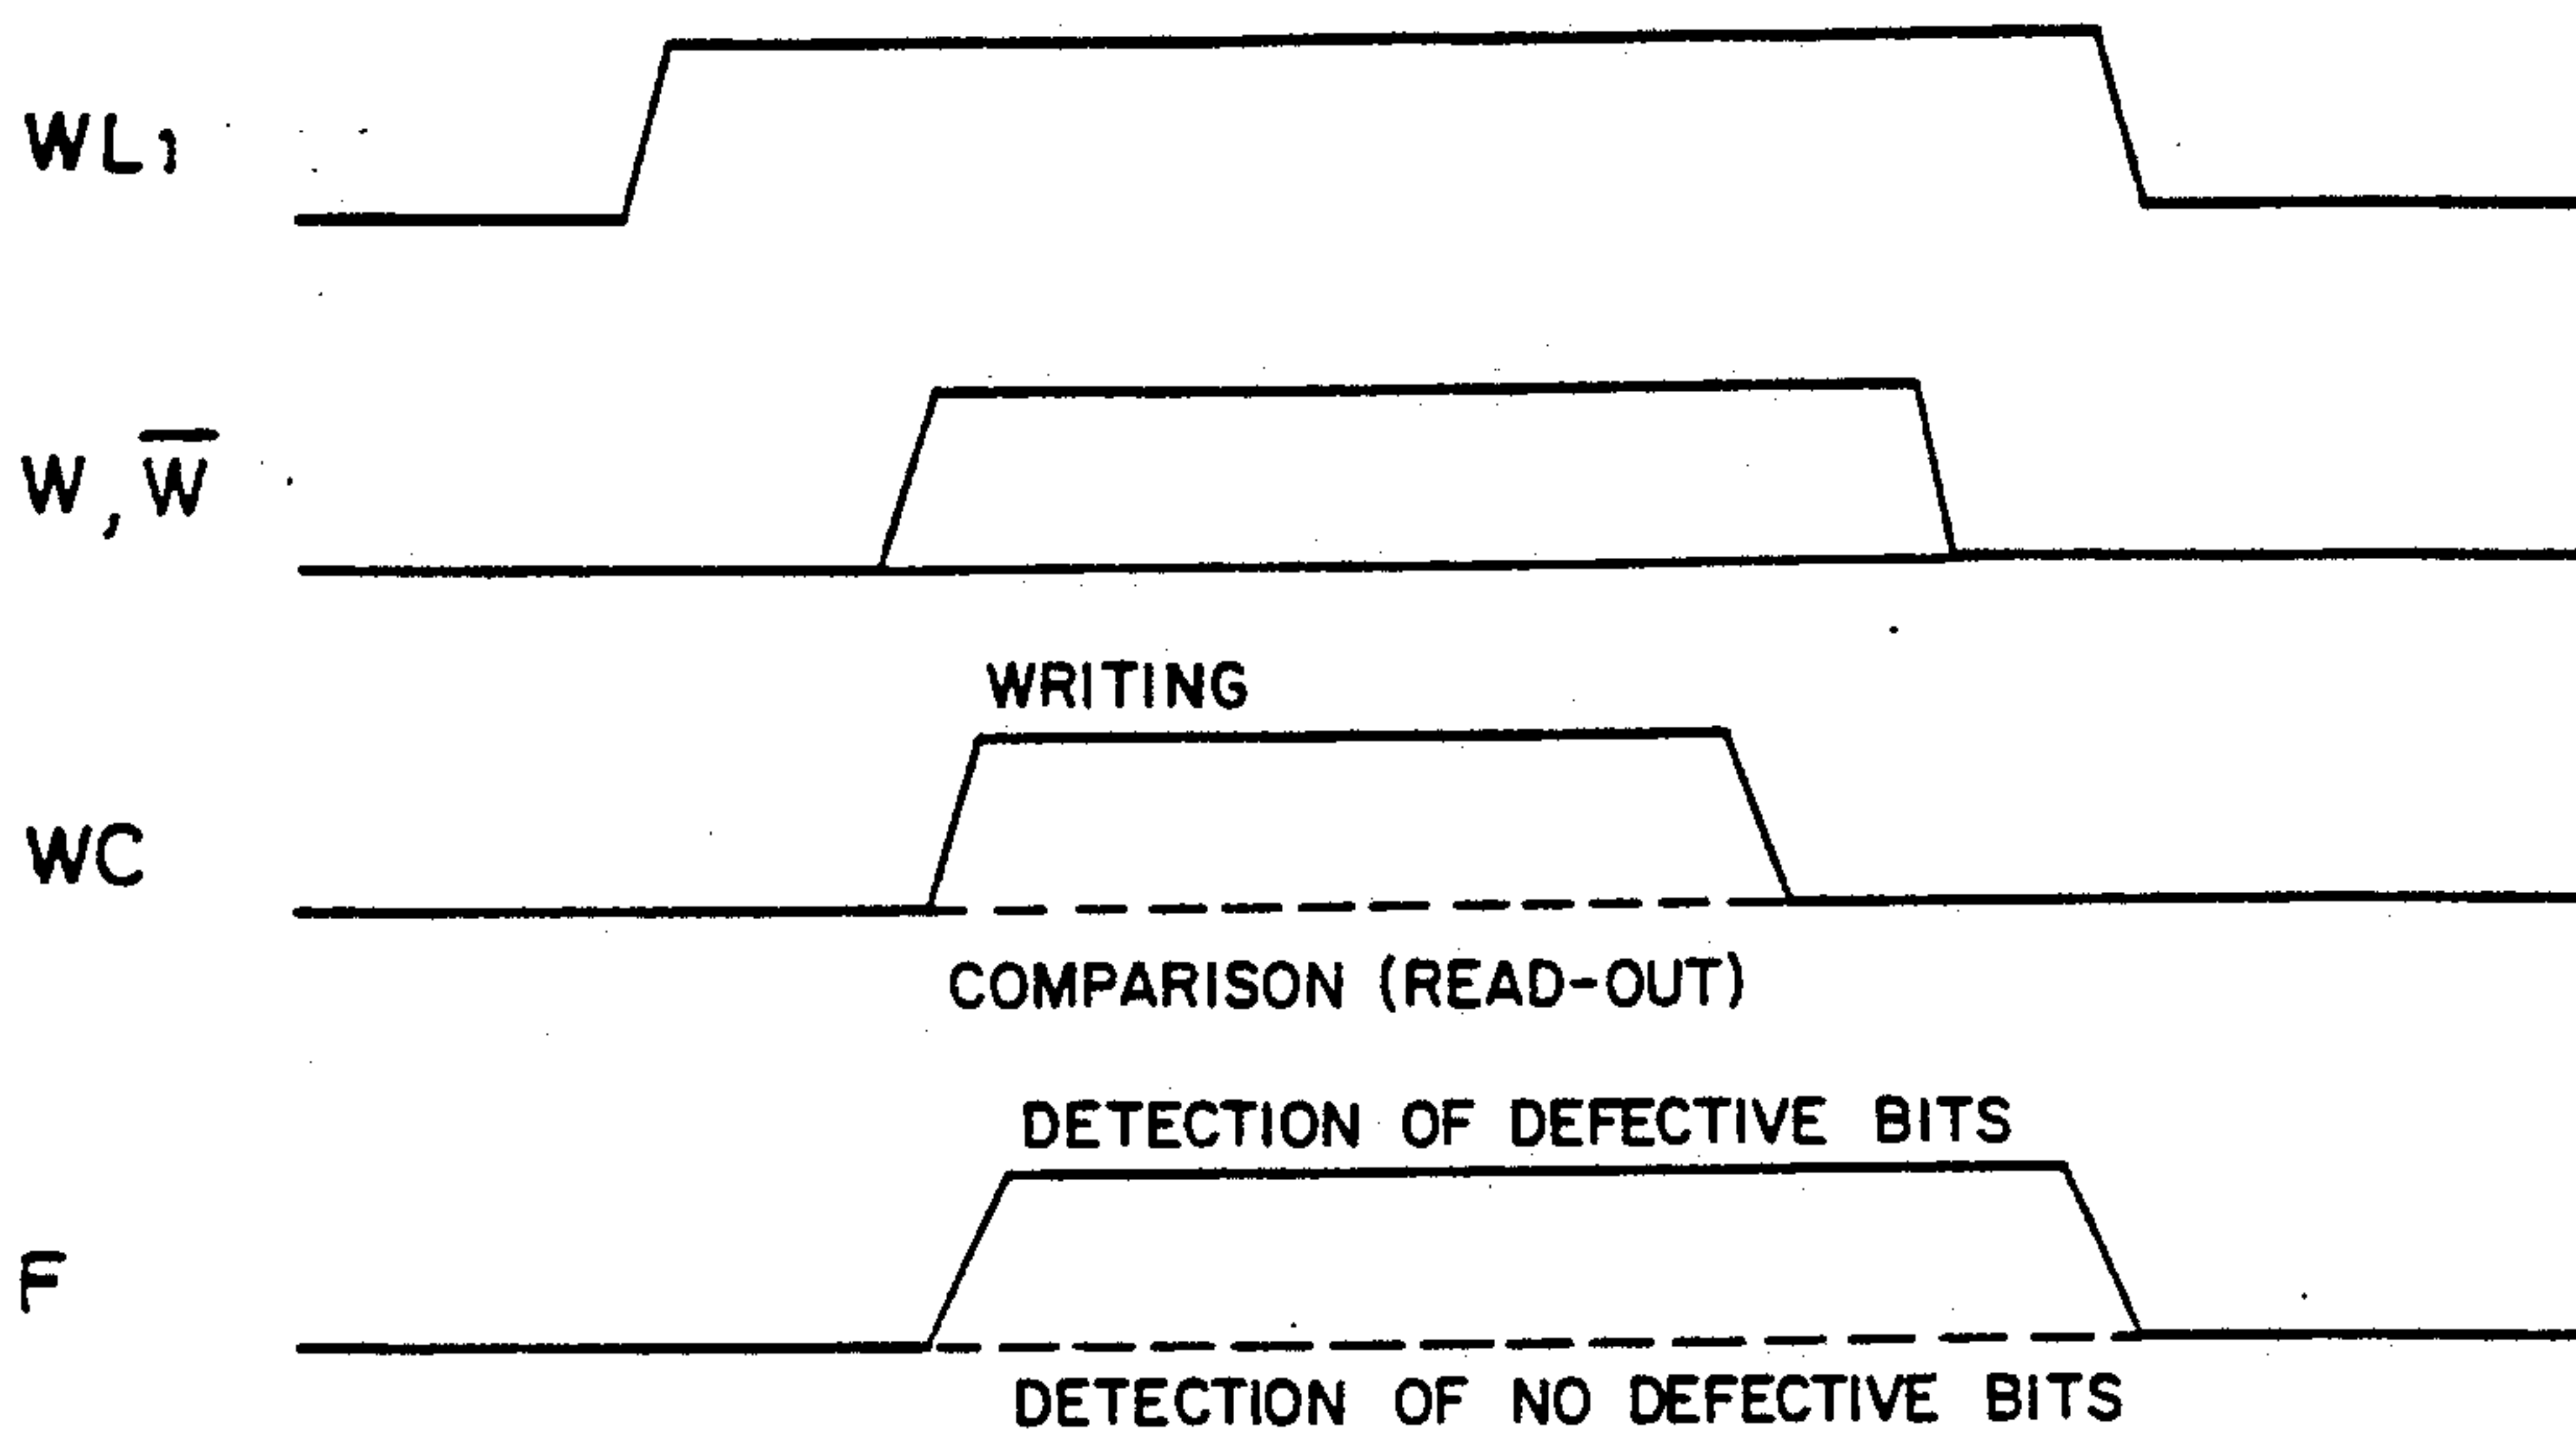 WL1
W, W̅
WRITING
WC
COMPARISON (READ-OUT)
DETECTION OF DEFECTIVE BITS
F
DETECTION OF NO DEFECTIVE BITS